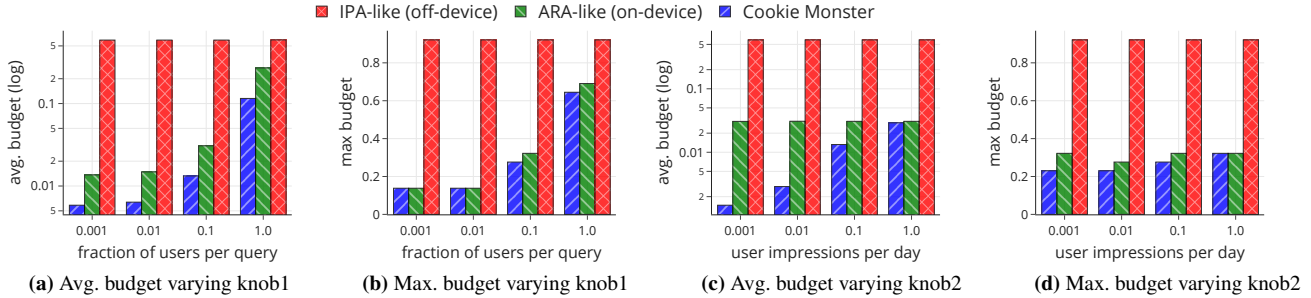 IPA-like (off-device) ARA-like (on-device) Cookie Monster
avg. budget (log)
5
2
0.1
5
2
0.01
5
0.001 0.01 0.1 1.0
fraction of users per query
(a) Avg. budget varying knob1
max budget
0.8
0.6
0.4
0.2
0
0.001 0.01 0.1 1.0
fraction of users per query
(b) Max. budget varying knob1
avg. budget (log)
5
2
0.1
5
2
0.01
5
2
0.001 0.01 0.1 1.0
user impressions per day
(c) Avg. budget varying knob2
max budget
0.8
0.6
0.4
0.2
0
0.001 0.01 0.1 1.0
user impressions per day
(d) Max. budget varying knob2